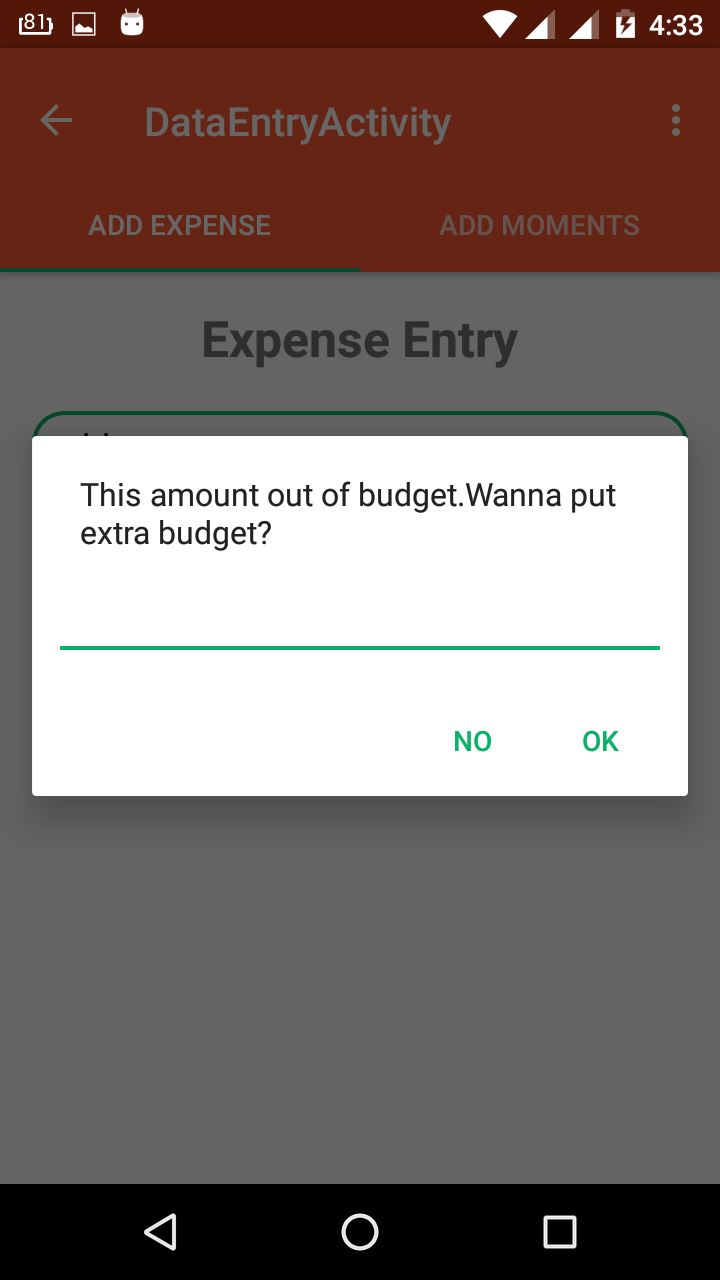 81
4:33
DataEntryActivity
ADD EXPENSE
ADD MOMENTS
Expense Entry
This amount out of budget.Wanna put
extra budget?
NO
OK